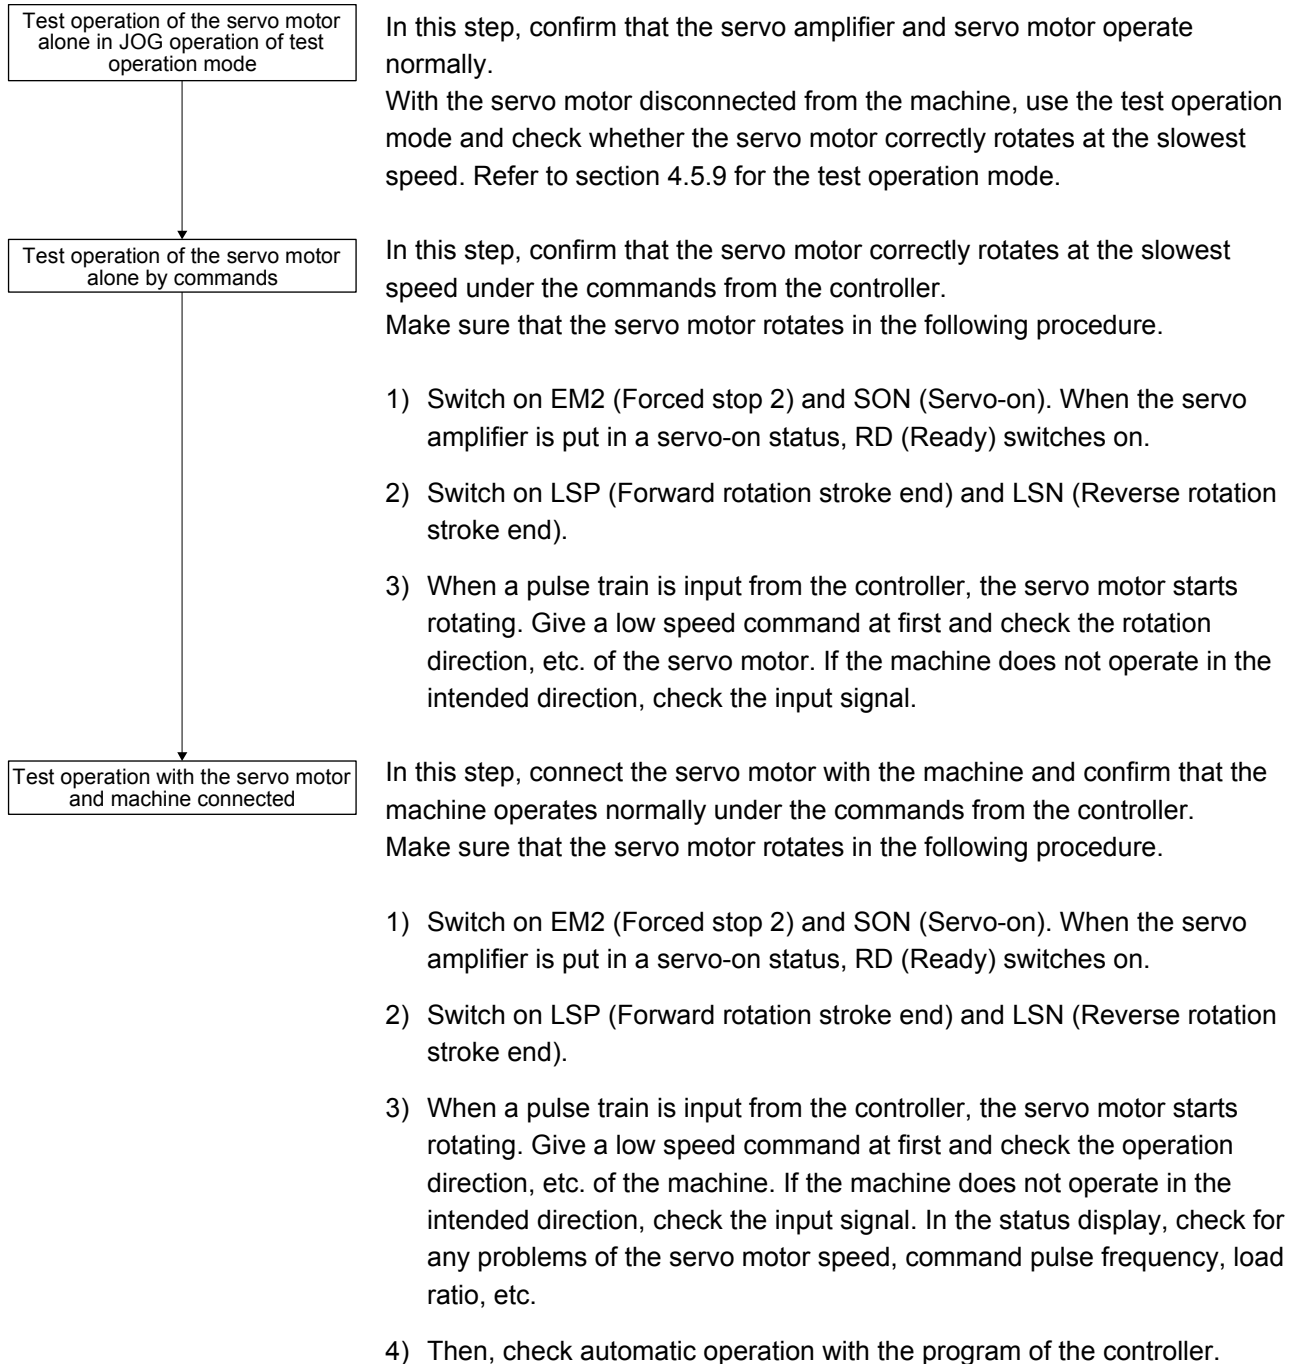 Test operation of the servo motor
alone in JOG operation of test
operation mode
In this step, confirm that the servo amplifier and servo motor operate
normally.
With the servo motor disconnected from the machine, use the test operation
mode and check whether the servo motor correctly rotates at the slowest
speed. Refer to section 4.5.9 for the test operation mode.
Test operation of the servo motor
alone by commands
In this step, confirm that the servo motor correctly rotates at the slowest
speed under the commands from the controller.
Make sure that the servo motor rotates in the following procedure.
1) Switch on EM2 (Forced stop 2) and SON (Servo-on). When the servo
amplifier is put in a servo-on status, RD (Ready) switches on.
2) Switch on LSP (Forward rotation stroke end) and LSN (Reverse rotation
stroke end).
3) When a pulse train is input from the controller, the servo motor starts
rotating. Give a low speed command at first and check the rotation
direction, etc. of the servo motor. If the machine does not operate in the
intended direction, check the input signal.
Test operation with the servo motor
and machine connected
In this step, connect the servo motor with the machine and confirm that the
machine operates normally under the commands from the controller.
Make sure that the servo motor rotates in the following procedure.
1) Switch on EM2 (Forced stop 2) and SON (Servo-on). When the servo
amplifier is put in a servo-on status, RD (Ready) switches on.
2) Switch on LSP (Forward rotation stroke end) and LSN (Reverse rotation
stroke end).
3) When a pulse train is input from the controller, the servo motor starts
rotating. Give a low speed command at first and check the operation
direction, etc. of the machine. If the machine does not operate in the
intended direction, check the input signal. In the status display, check for
any problems of the servo motor speed, command pulse frequency, load
ratio, etc.
4) Then, check automatic operation with the program of the controller.